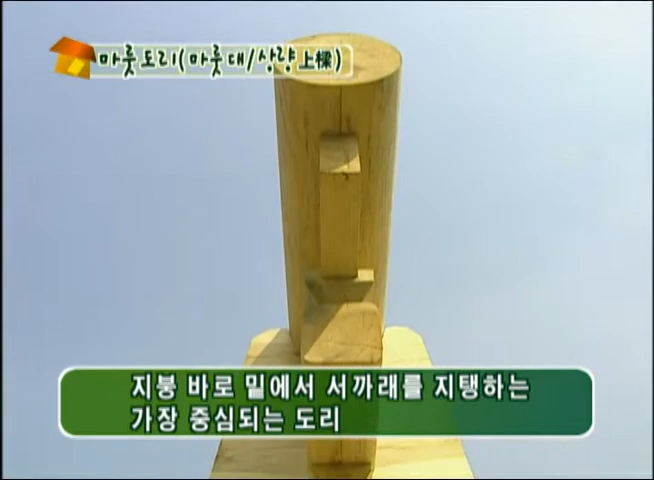 마룻도리(마룻대/상량上樑)
지붕 바로 밑에서 서까래를 지탱하는
가장 중심되는 도리